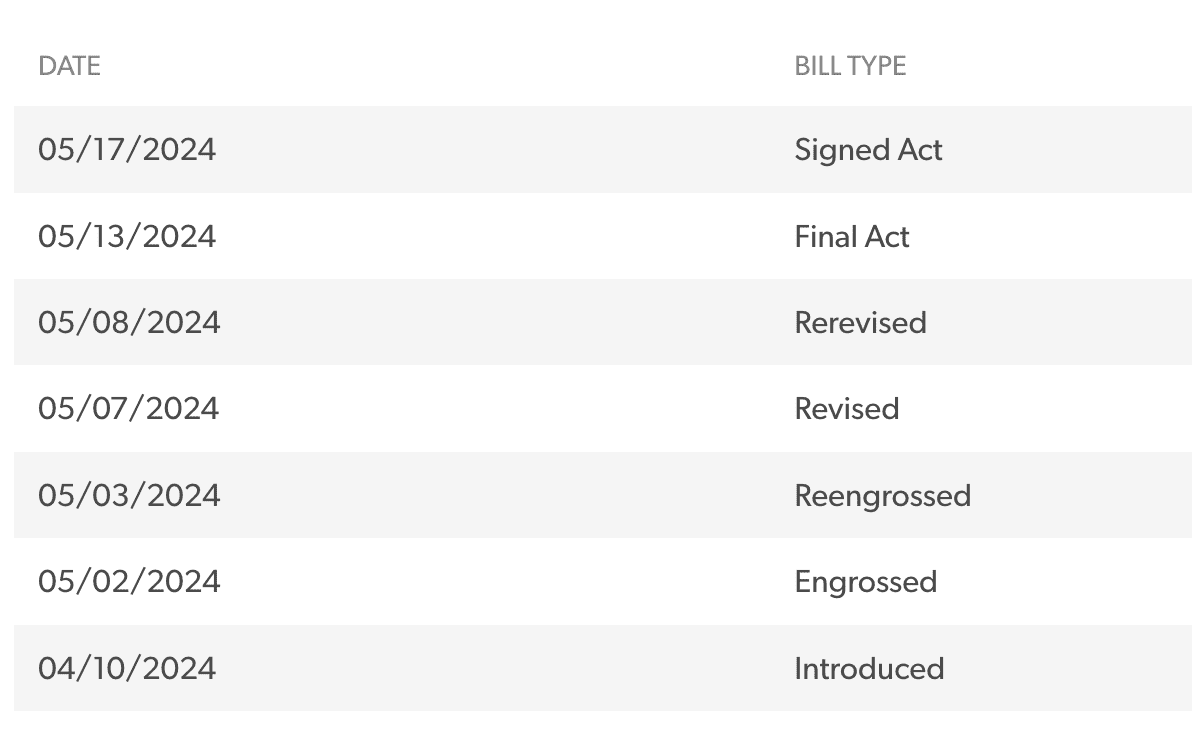 DATE BILL TYPE
05/17/2024 Signed Act
05/13/2024 Final Act
05/08/2024 Rerevised
05/07/2024 Revised
05/03/2024 Reengrossed
05/02/2024 Engrossed
04/10/2024 Introduced